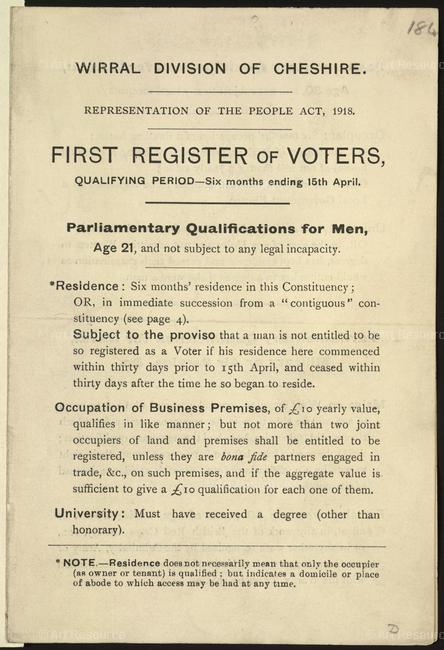 184
WIRRAL DIVISION OF CHESHIRE.
REPRESENTATION OF THE PEOPLE ACT, 1918.
FIRST REGISTER OF VOTERS,
QUALIFYING PERIOD—Six months ending 15th April.
Parliamentary Qualifications for Men,
Age 21, and not subject to any legal incapacity.
*Residence: Six months' residence in this Constituency;
OR, in immediate succession from a "contiguous" con-
stituency (see page 4).
Subject to the proviso that a man is not entitled to be
so registered as a Voter if his residence here commenced
within thirty days prior to 15th April, and ceased within
thirty days after the time he so began to reside.
Occupation of Business Premises, of £10 yearly value,
qualifies in like manner; but not more than two joint
occupiers of land and premises shall be entitled to be
registered, unless they are bona fide partners engaged in
trade, &c., on such premises, and if the aggregate value is
sufficient to give a £10 qualification for each one of them.
University: Must have received a degree (other than
honorary).
* NOTE.—Residence does not necessarily mean that only the occupier
(as owner or tenant) is qualified; but indicates a domicile or place
of abode to which access may be had at any time.
D